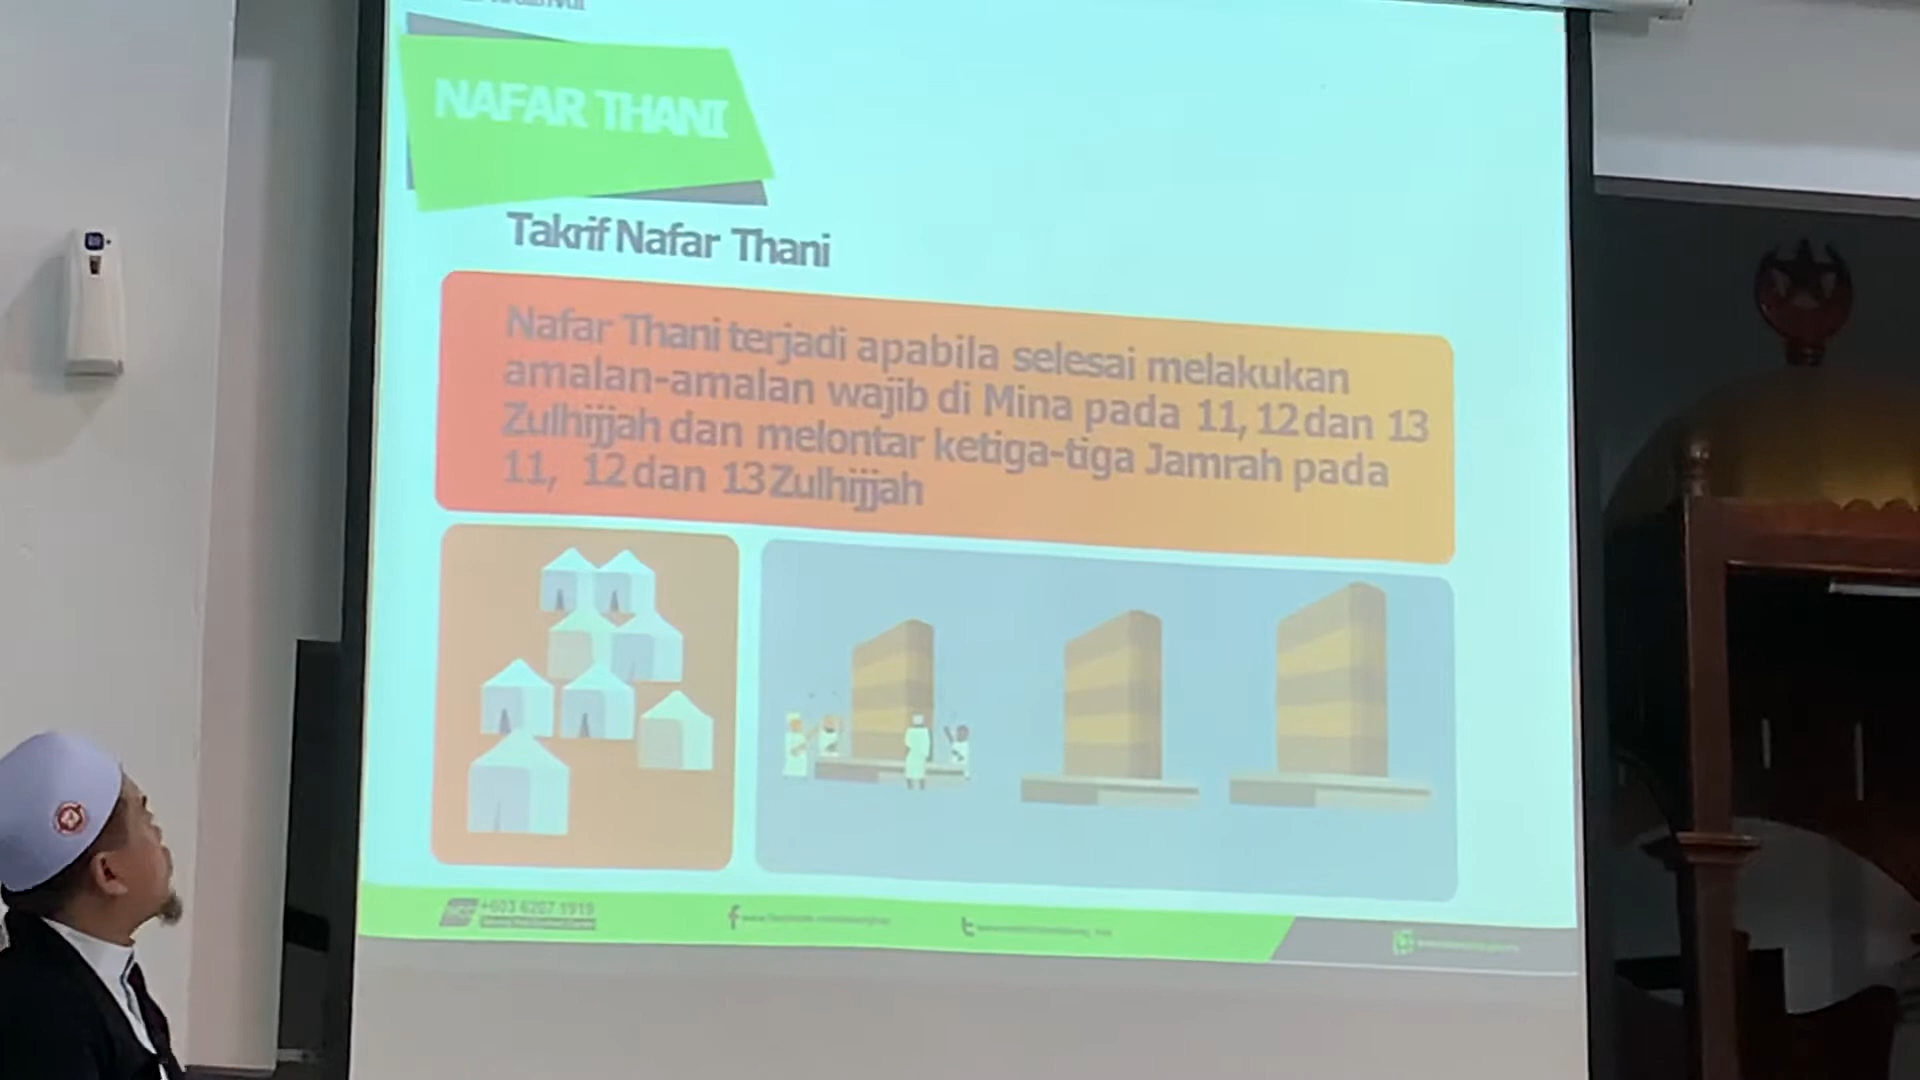 NAFAR THANI
Takrif Nafar Thani
Nafar Thani terjadi apabila selesai melakukan
amalan-amalan wajib di Mina pada 11, 12 dan 13
Zulhijjah dan melontar ketiga-tiga Jamrah pada
11, 12 dan 13 Zulhijjah
+603 6207 1919